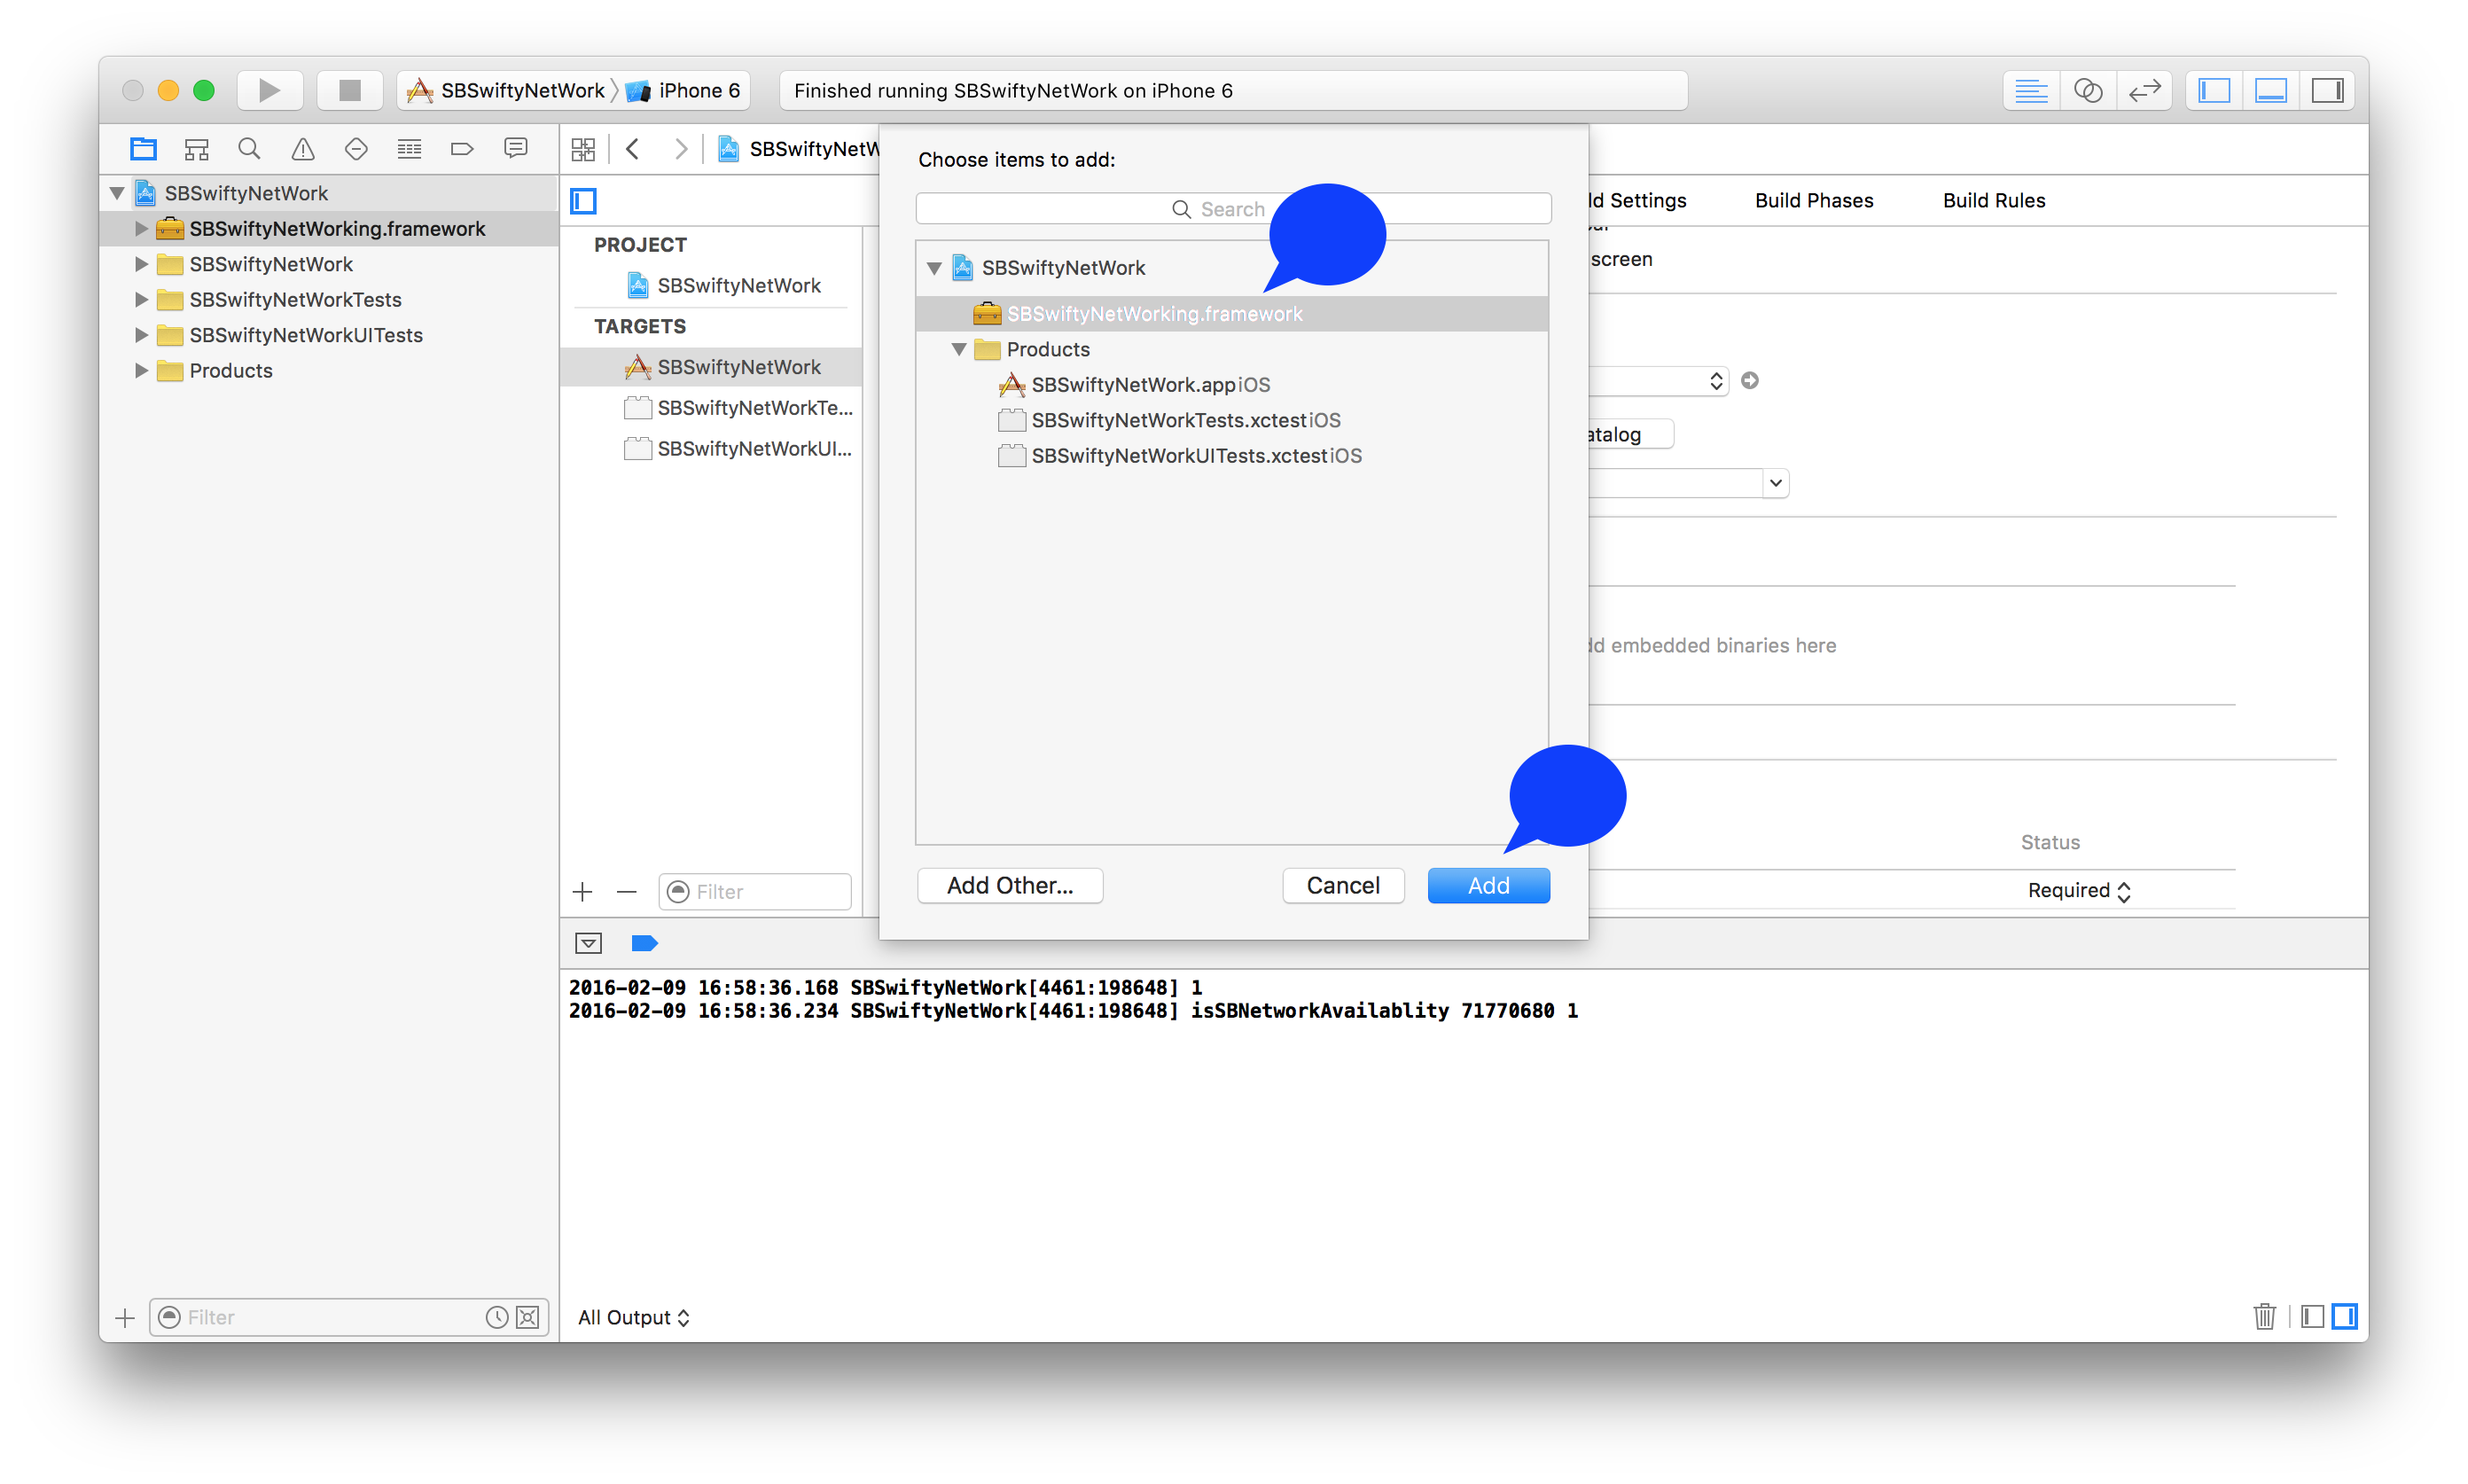 SBSwiftyNetWork iPhone 6
Finished running SBSwiftyNetWork on iPhone 6
SBSwiftyNetW
Choose items to add:
Search
SBSwiftyNetWork
SBSwiftyNetWorking.framework
SBSwiftyNetWork
SBSwiftyNetWorkTests
SBSwiftyNetWorkUITests
Products
PROJECT
SBSwiftyNetWork
TARGETS
SBSwiftyNetWork
SBSwiftyNetWorkTe...
SBSwiftyNetWorkUI...
Filter
SBSwiftyNetWork
SBSwiftyNetWorking.framework
Products
SBSwiftyNetWork.app iOS
SBSwiftyNetWorkTests.xctest iOS
SBSwiftyNetWorkUITests.xctest iOS
Add Other...
Cancel
Add
ld Settings
Build Phases
Build Rules
screen
atalog
dd embedded binaries here
Status
Required
2016-02-09 16:58:36.168 SBSwiftyNetWork[4461:198648] 1
2016-02-09 16:58:36.234 SBSwiftyNetWork[4461:198648] isSBNetworkAvailablity 71770680 1
Filter
All Output